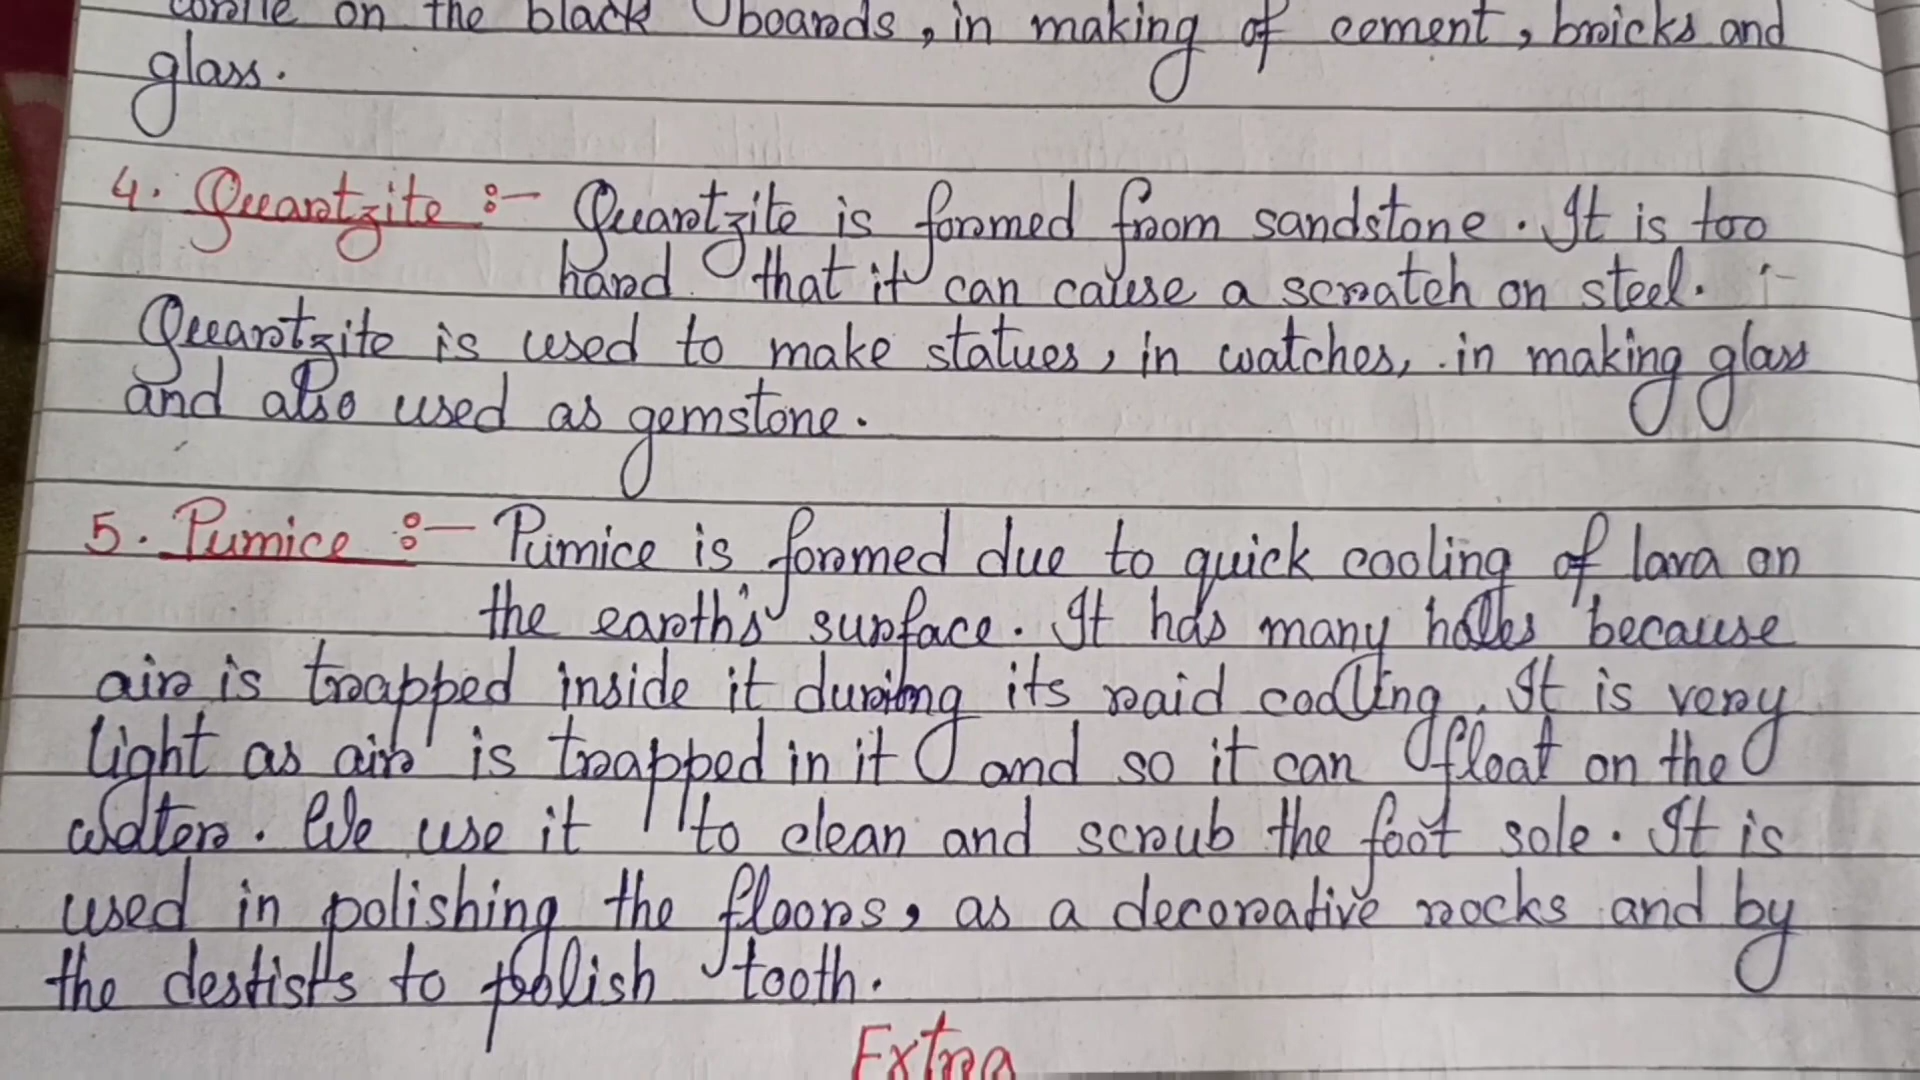 write on the black boards, in making of cement, bricks and
glass.
4. Quartzite :- Quartzite is formed from sandstone. It is too
hard that it can cause a scratch on steel.
Quartzite is used to make statues, in watches, in making glass
and also used as gemstone.
5. Pumice :- Pumice is formed due to quick cooling of lava on
the earth's surface. It has many holes because
air is trapped inside it during its raid cooling. It is very
light as air is trapped in it and so it can float on the
water. We use it to clean and scrub the foot sole. It is
used in polishing the floors, as a decorative rocks and by
the destists to polish tooth.
Extra